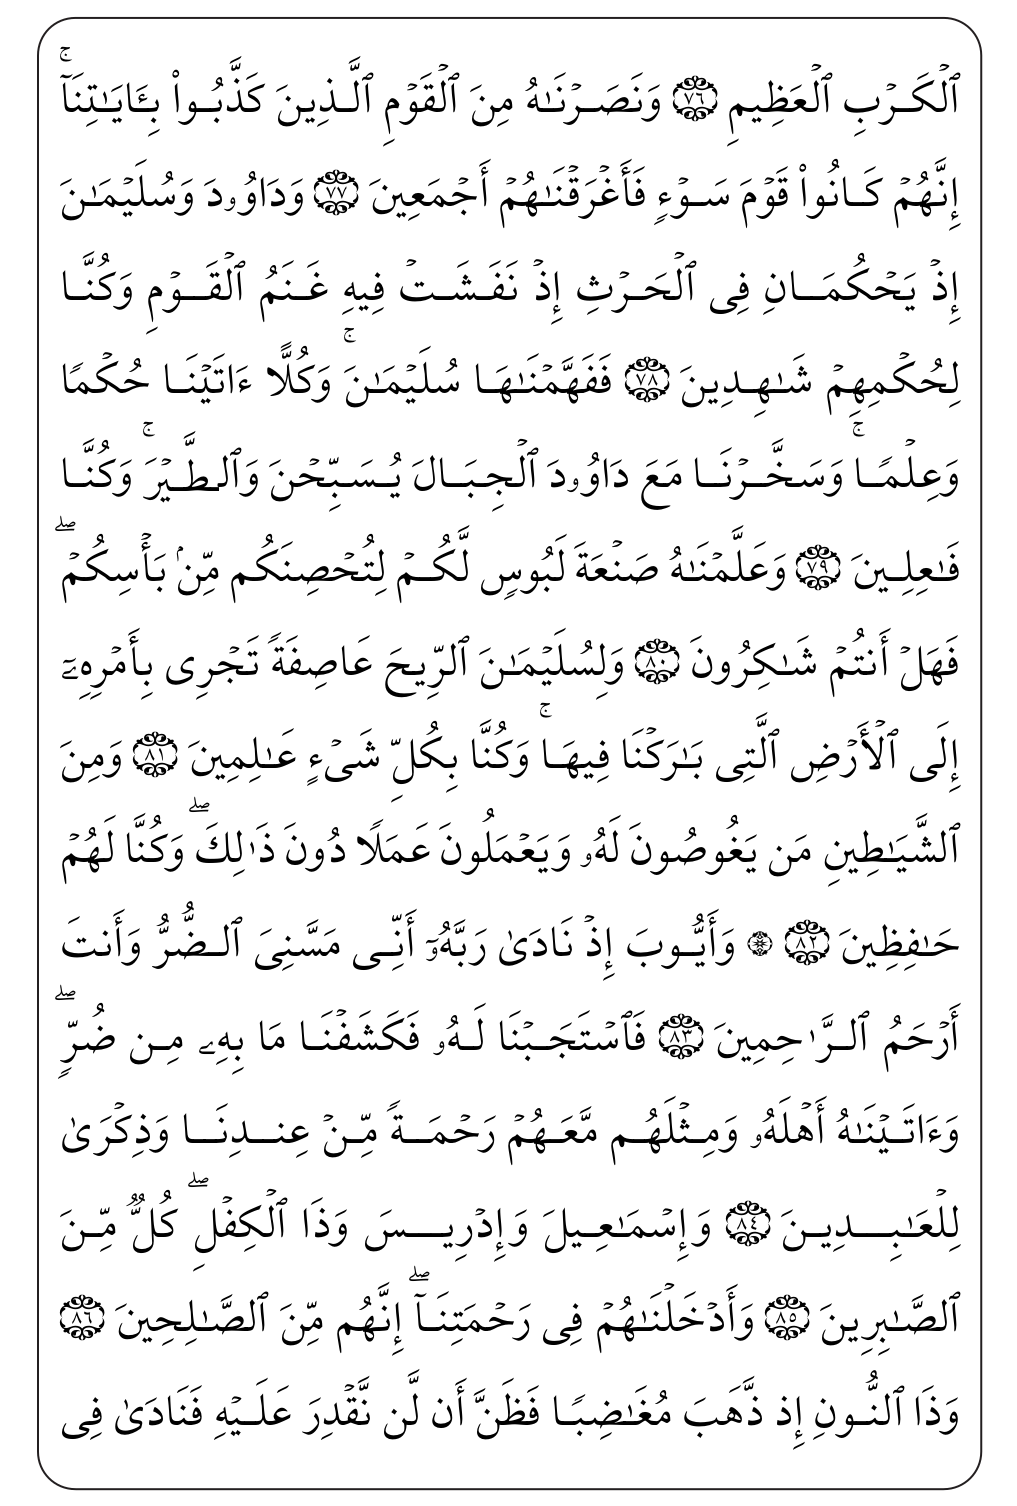 ٱلْكَرْبِ ٱلْعَظِيمِ ٧٦ وَنَصَرْنَٰهُ مِنَ ٱلْقَوْمِ ٱلَّذِينَ كَذَّبُوا۟ بِـَٔايَٰتِنَآ ۚ
إِنَّهُمْ كَانُوا۟ قَوْمَ سَوْءٍ فَأَغْرَقْنَٰهُمْ أَجْمَعِينَ ٧٧ وَدَاوُۥدَ وَسُلَيْمَٰنَ
إِذْ يَحْكُمَانِ فِى ٱلْحَرْثِ إِذْ نَفَشَتْ فِيهِ غَنَمُ ٱلْقَوْمِ وَكُنَّا
لِحُكْمِهِمْ شَٰهِدِينَ ٧٨ فَفَهَّمْنَٰهَا سُلَيْمَٰنَ ۚ وَكُلًّا ءَاتَيْنَا حُكْمًا
وَعِلْمًا ۚ وَسَخَّرْنَا مَعَ دَاوُۥدَ ٱلْجِبَالَ يُسَبِّحْنَ وَٱلطَّيْرَ ۚ وَكُنَّا
فَٰعِلِينَ ٧٩ وَعَلَّمْنَٰهُ صَنْعَةَ لَبُوسٍ لَّكُمْ لِتُحْصِنَكُم مِّنۢ بَأْسِكُمْ ۖ
فَهَلْ أَنتُمْ شَٰكِرُونَ ٨٠ وَلِسُلَيْمَٰنَ ٱلرِّيحَ عَاصِفَةً تَجْرِى بِأَمْرِهِۦٓ
إِلَى ٱلْأَرْضِ ٱلَّتِى بَٰرَكْنَا فِيهَا ۚ وَكُنَّا بِكُلِّ شَىْءٍ عَٰلِمِينَ ٨١ وَمِنَ
ٱلشَّيَٰطِينِ مَن يَغُوصُونَ لَهُۥ وَيَعْمَلُونَ عَمَلًا دُونَ ذَٰلِكَ ۖ وَكُنَّا لَهُمْ
حَٰفِظِينَ ٨٢ ۞ وَأَيُّوبَ إِذْ نَادَىٰ رَبَّهُۥٓ أَنِّى مَسَّنِىَ ٱلضُّرُّ وَأَنتَ
أَرْحَمُ ٱلرَّٰحِمِينَ ٨٣ فَٱسْتَجَبْنَا لَهُۥ فَكَشَفْنَا مَا بِهِۦ مِن ضُرٍّ ۖ
وَءَاتَيْنَٰهُ أَهْلَهُۥ وَمِثْلَهُم مَّعَهُمْ رَحْمَةً مِّنْ عِندِنَا وَذِكْرَىٰ
لِلْعَٰبِدِينَ ٨٤ وَإِسْمَٰعِيلَ وَإِدْرِيسَ وَذَا ٱلْكِفْلِ ۖ كُلٌّ مِّنَ
ٱلصَّٰبِرِينَ ٨٥ وَأَدْخَلْنَٰهُمْ فِى رَحْمَتِنَآ ۖ إِنَّهُم مِّنَ ٱلصَّٰلِحِينَ ٨٦
وَذَا ٱلنُّونِ إِذ ذَّهَبَ مُغَٰضِبًا فَظَنَّ أَن لَّن نَّقْدِرَ عَلَيْهِ فَنَادَىٰ فِى